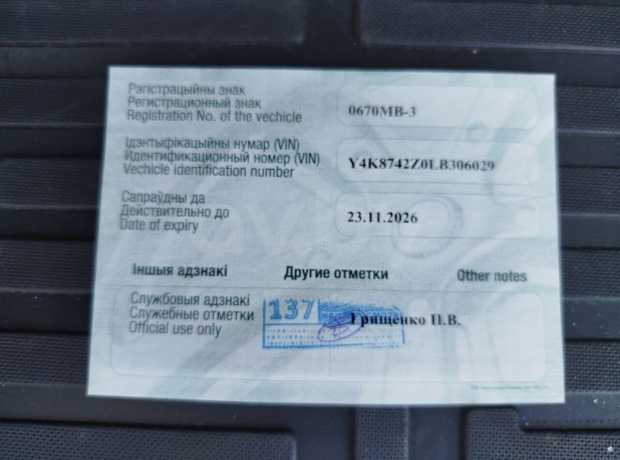 Рэгістрацыйны знак
Регистрационный знак
Registration No. of the vechicle
0670MB-3
Ідэнтыфікацыйны нумар (VIN)
Идентификационный номер (VIN)
Vechicle identification number
Y4K8742Z0LB306029
Сапраўдны да
Действительно до
Date of expiry
23.11.2026
Іншыя адзнакі Другие отметки Other notes
Службовыя адзнакі
Служебные отметки
Official use only
137
Грищенко П.В.